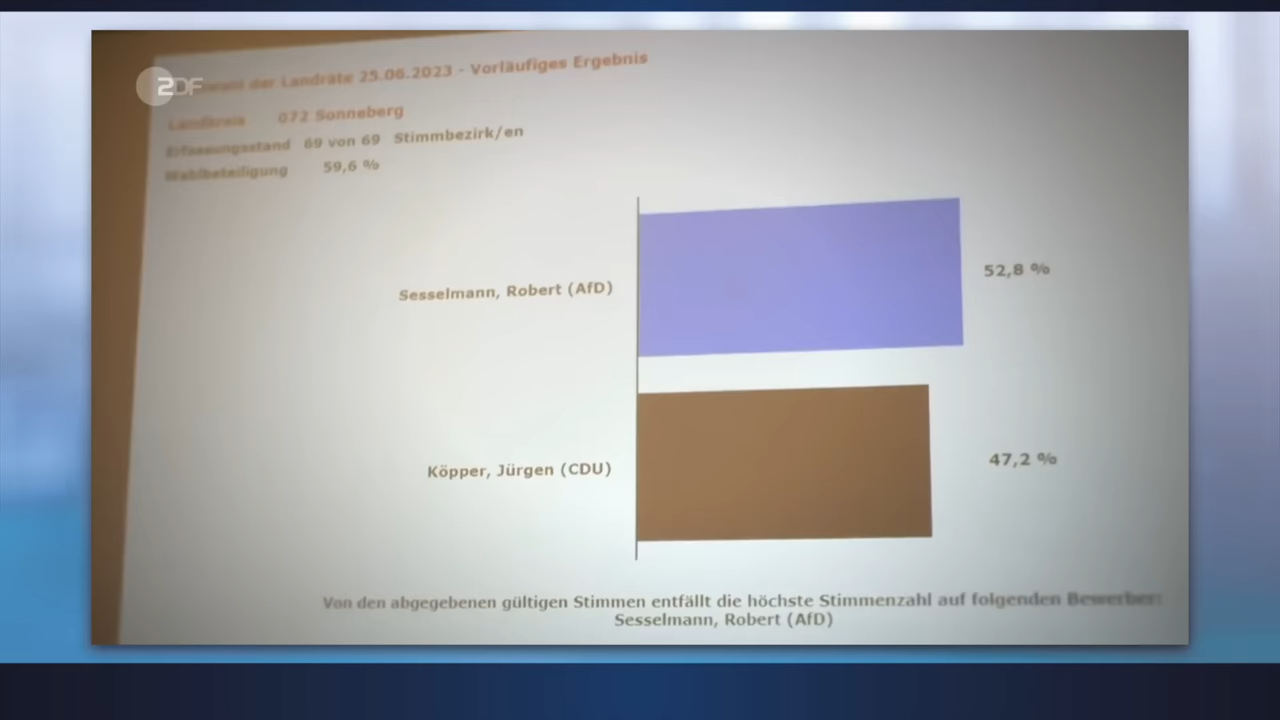 ZDF
der Landräte 25.06.2023 - Vorläufiges Ergebnis
Landkreis 072 Sonneberg
Erfassungsstand 69 von 69 Stimmbezirk/en
Wahlbeteiligung 59,6 %
52,8 %
Sesselmann, Robert (AfD)
47,2 %
Köpper, Jürgen (CDU)
Von den abgegebenen gültigen Stimmen entfällt die höchste Stimmenzahl auf folgenden Bewerber:
Sesselmann, Robert (AfD)